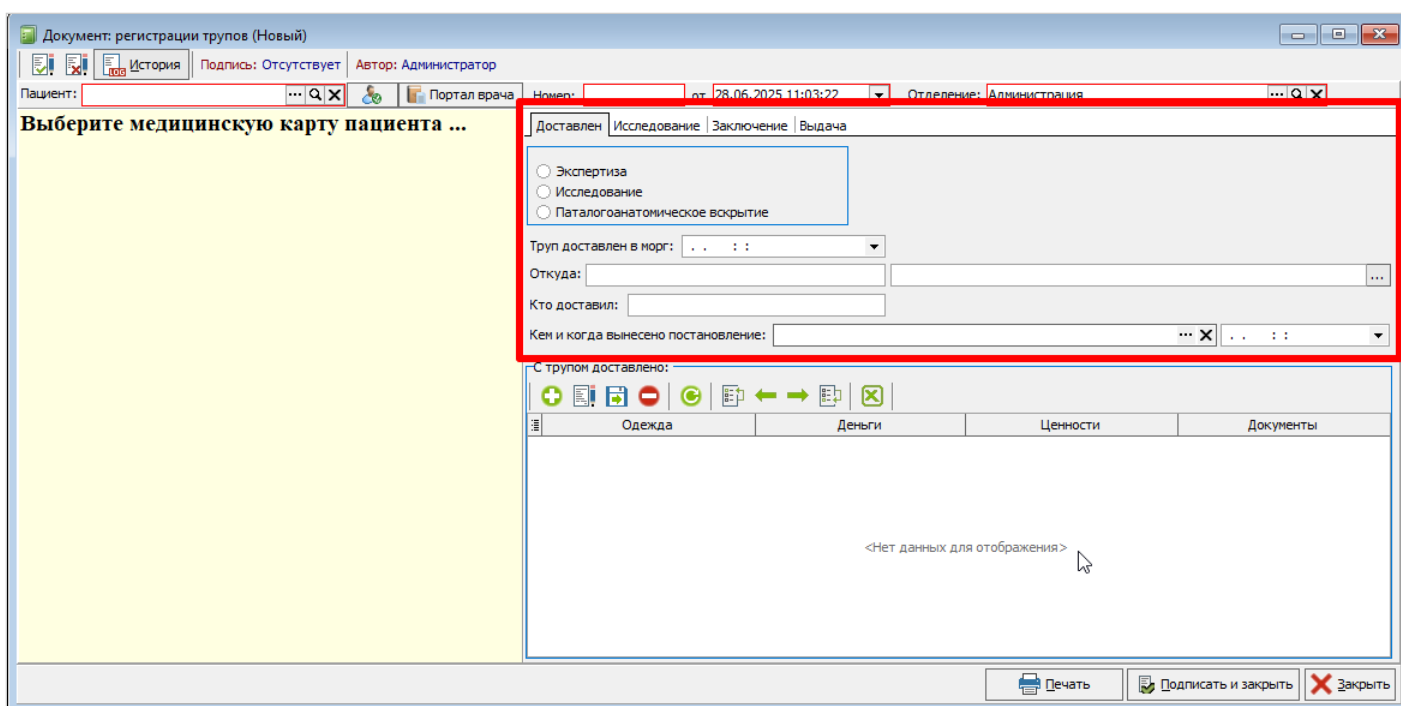 Документ: регистрации трупов (Новый)
LOG История Подпись: Отсутствует Автор: Администратор
Пациент: ... Портал врача Номер: от 28.06.2025 11:03:22 Отделение: Администрация ...
Выберите медицинскую карту пациента ...
Доставлен Исследование Заключение Выдача
Экспертиза
Исследование
Паталогоанатомическое вскрытие
Труп доставлен в морг: . . : :
Откуда: ...
Кто доставил:
Кем и когда вынесено постановление: ... . . : :
С трупом доставлено:
Одежда Деньги Ценности Документы
<Нет данных для отображения>
Печать Подписать и закрыть Закрыть